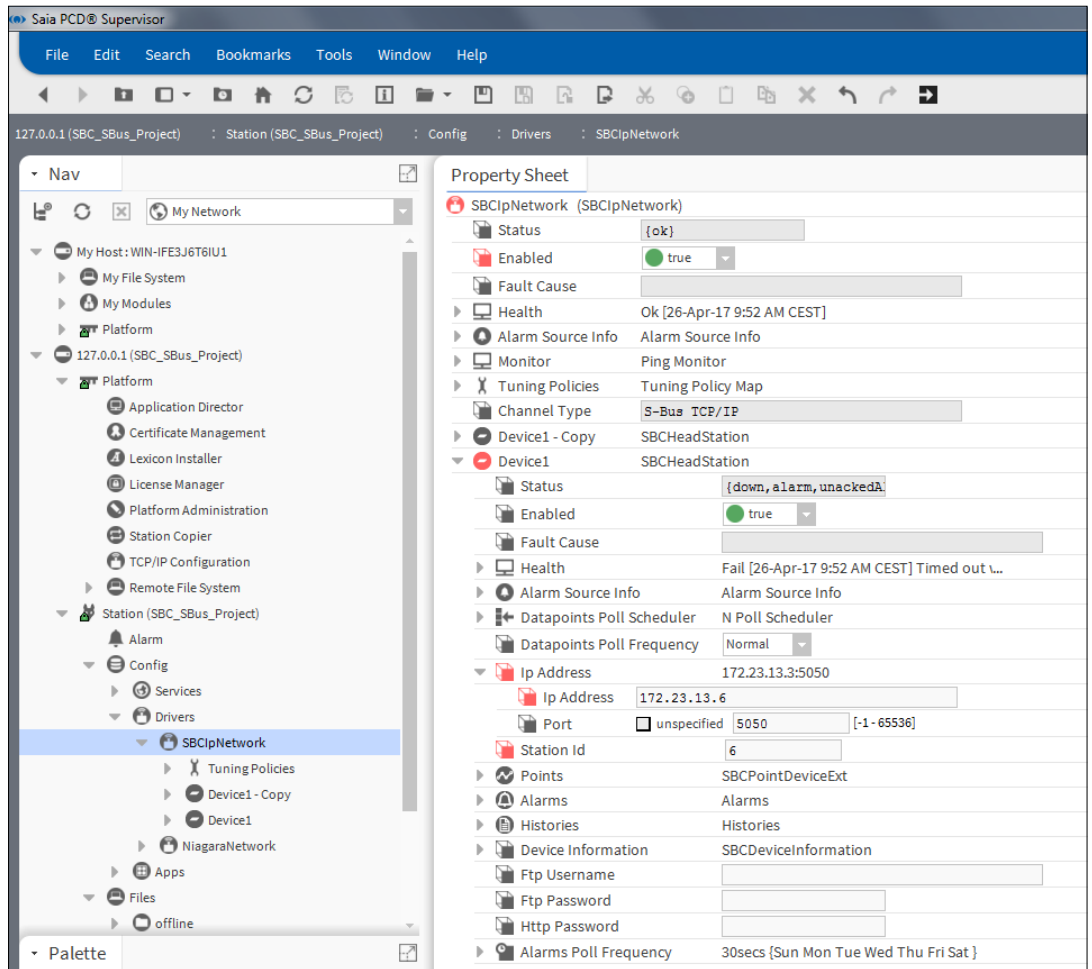 Saia PCD® Supervisor
File Edit Search Bookmarks Tools Window Help
127.0.0.1 (SBC_SBus_Project) : Station (SBC_SBus_Project) : Config : Drivers : SBCIpNetwork
Nav
My Network
My Host : WIN-IFE3J6T6IU1
My File System
My Modules
Platform
127.0.0.1 (SBC_SBus_Project)
Platform
Application Director
Certificate Management
Lexicon Installer
License Manager
Platform Administration
Station Copier
TCP/IP Configuration
Remote File System
Station (SBC_SBus_Project)
Alarm
Config
Services
Drivers
SBCIpNetwork
Tuning Policies
Device1 - Copy
Device1
NiagaraNetwork
Apps
Files
offline
Palette
Property Sheet
SBCIpNetwork (SBCIpNetwork)
Status {ok}
Enabled true
Fault Cause
Health Ok [26-Apr-17 9:52 AM CEST]
Alarm Source Info Alarm Source Info
Monitor Ping Monitor
Tuning Policies Tuning Policy Map
Channel Type S-Bus TCP/IP
Device1 - Copy SBCHeadStation
Device1 SBCHeadStation
Status {down,alarm,unackedA
Enabled true
Fault Cause
Health Fail [26-Apr-17 9:52 AM CEST] Timed out \...
Alarm Source Info Alarm Source Info
Datapoints Poll Scheduler N Poll Scheduler
Datapoints Poll Frequency Normal
Ip Address 172.23.13.3:5050
Ip Address 172.23.13.6
Port unspecified 5050 [-1 - 65536]
Station Id 6
Points SBCPointDeviceExt
Alarms Alarms
Histories Histories
Device Information SBCDeviceInformation
Ftp Username
Ftp Password
Http Password
Alarms Poll Frequency 30secs {Sun Mon Tue Wed Thu Fri Sat }